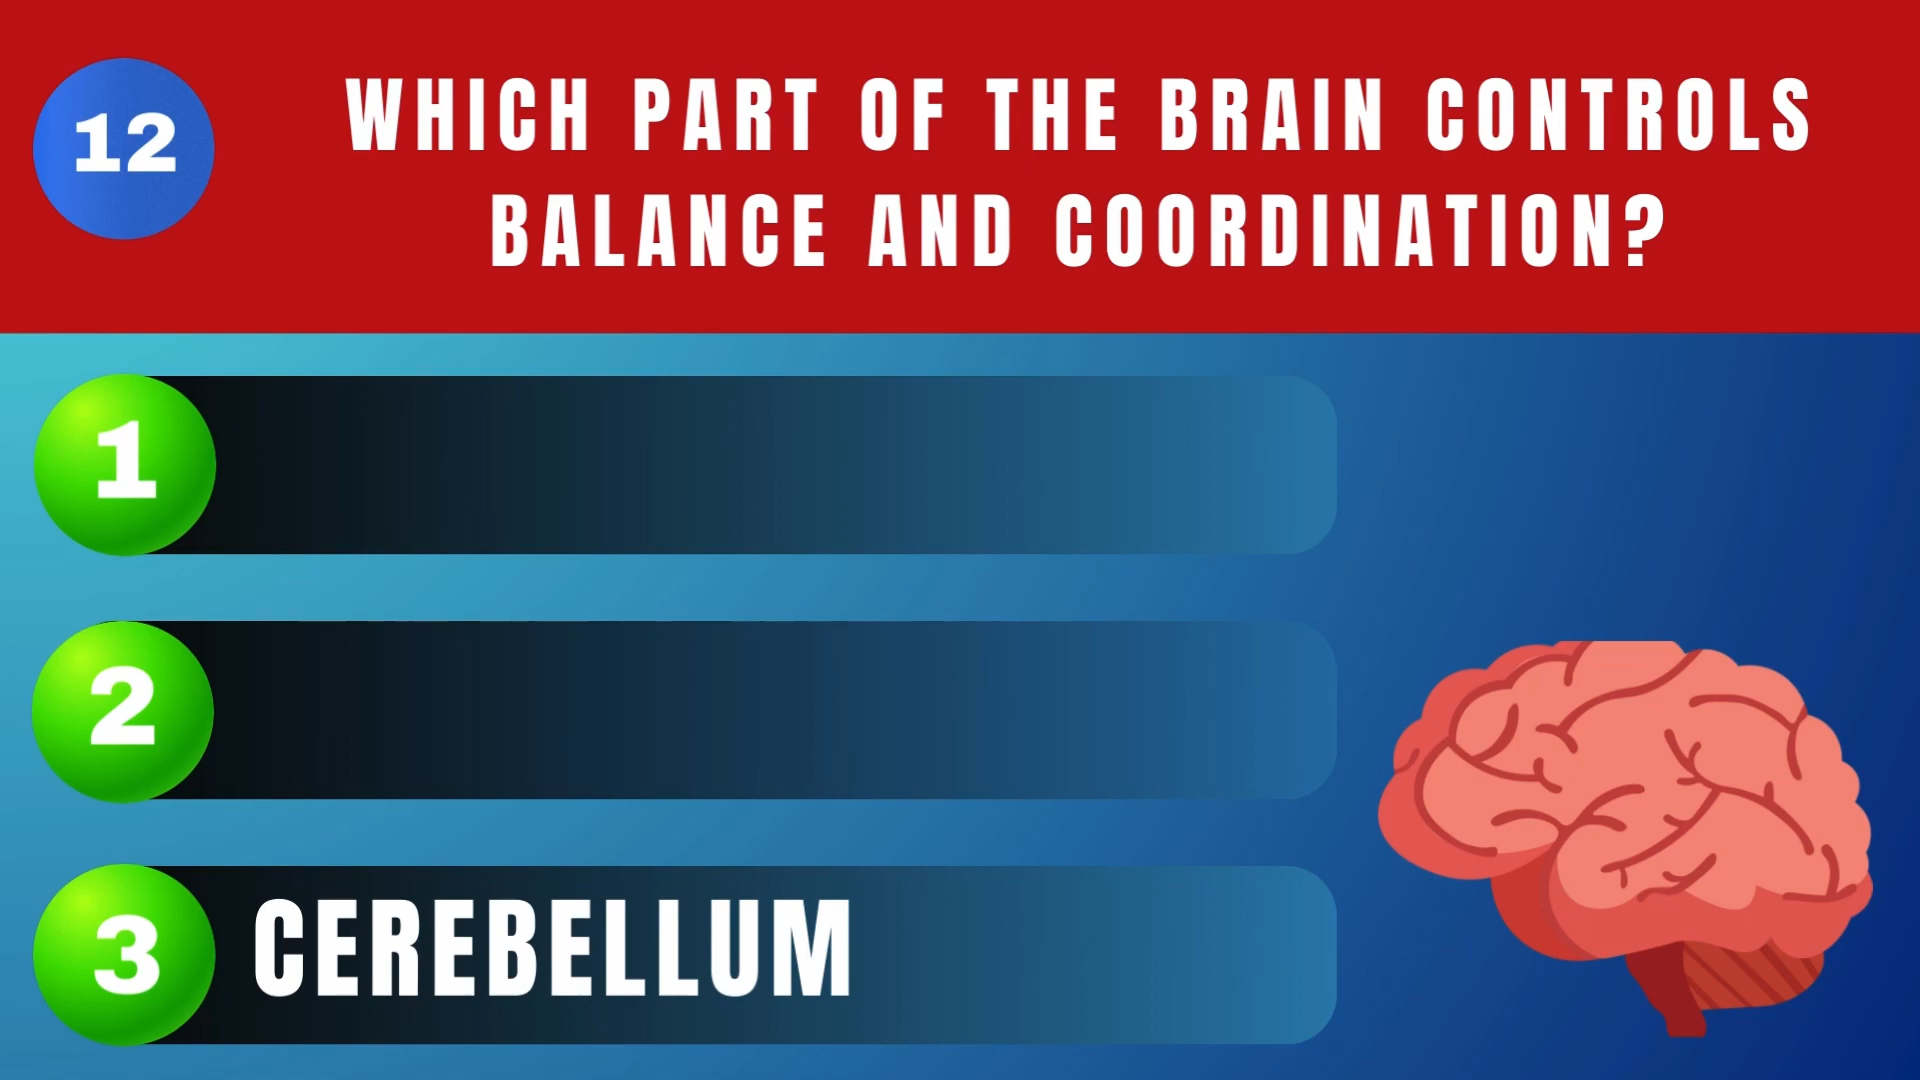 12
WHICH PART OF THE BRAIN CONTROLS
BALANCE AND COORDINATION?
1
2
3
CEREBELLUM